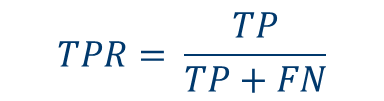 TPR = TP / TP + FN